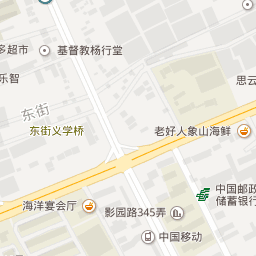 多超市
基督教杨行堂
乐智
思云
东街
东街义学桥
老好人象山海鲜
中国邮政
储蓄银行
海洋宴会厅
影园路345弄
中国移动